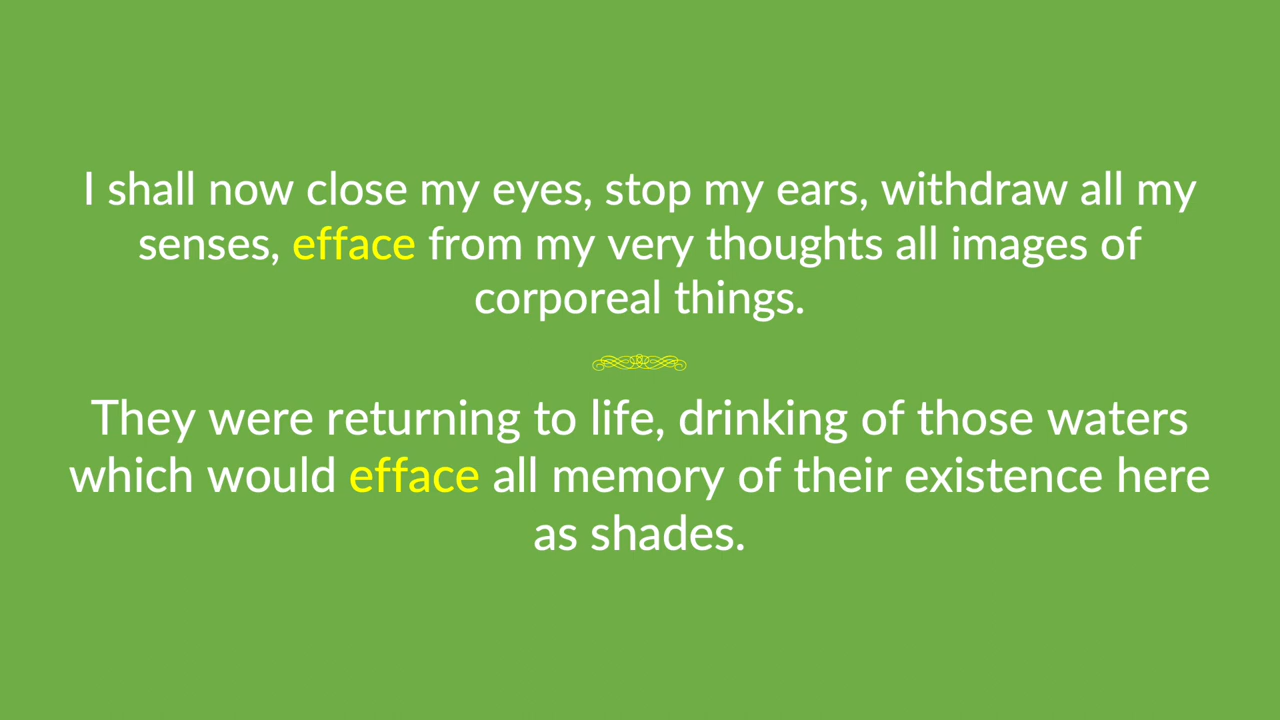 I shall now close my eyes, stop my ears, withdraw all my
senses, efface from my very thoughts all images of
corporeal things.
They were returning to life, drinking of those waters
which would efface all memory of their existence here
as shades.